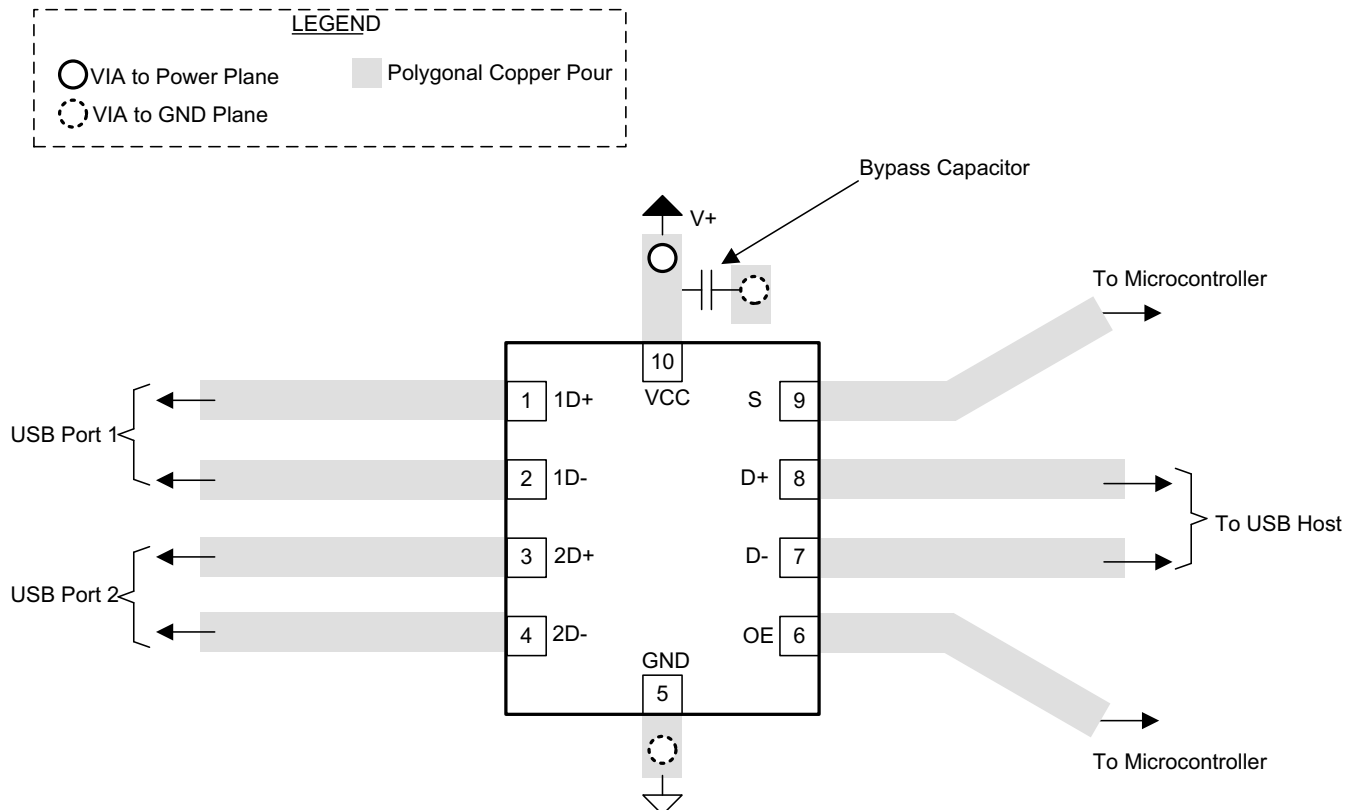 LEGEND
VIA to Power Plane
Polygonal Copper Pour
VIA to GND Plane
Bypass Capacitor
V+
To Microcontroller
10
VCC
1 1D+
S 9
USB Port 1
2 1D-
D+ 8
To USB Host
3 2D+
D- 7
USB Port 2
4 2D-
OE 6
GND
5
To Microcontroller